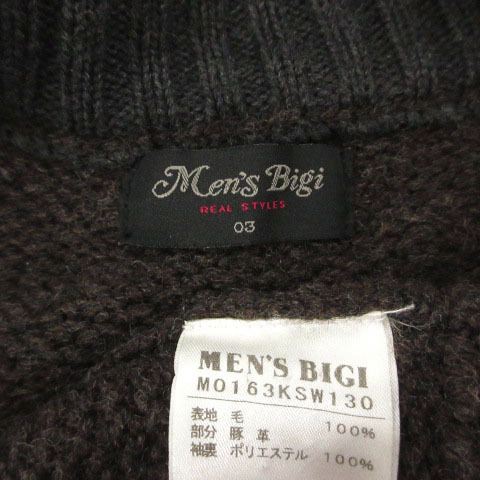 Men's Bigi
REAL STYLES
03
MEN'S BIGI
M0163KSW130
表地 毛 100%
部分 豚 革
袖裏 ポリエステル 100%